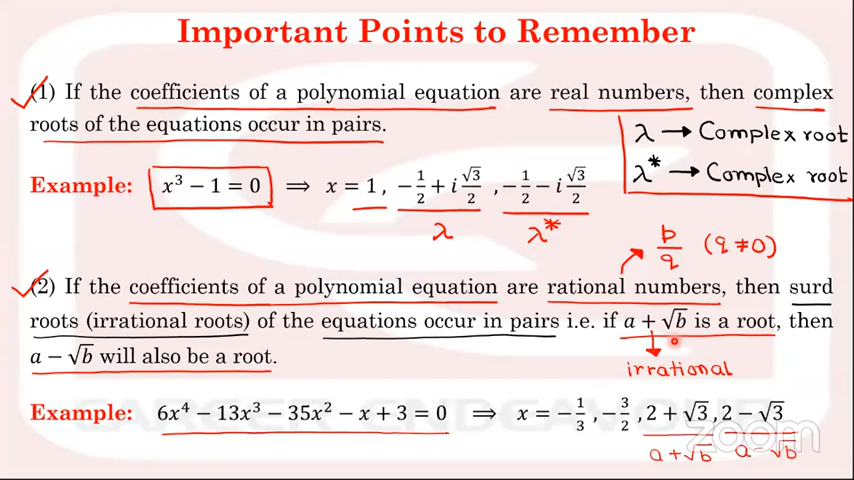 Important Points to Remember
(1) If the coefficients of a polynomial equation are real numbers, then complex
roots of the equations occur in pairs.
λ → Complex root
λ* → Complex root
Example: x³ − 1 = 0 ⟹ x = 1, −1/2 + i √3/2 , −1/2 − i √3/2
λ λ*
p/q (q ≠ 0)
(2) If the coefficients of a polynomial equation are rational numbers, then surd
roots (irrational roots) of the equations occur in pairs i.e. if a + √b is a root, then
a − √b will also be a root.
irrational
Example: 6x⁴ − 13x³ − 35x² − x + 3 = 0 ⟹ x = −1/3, −3/2, 2 + √3, 2 − √3
zoom
a+√b a √b